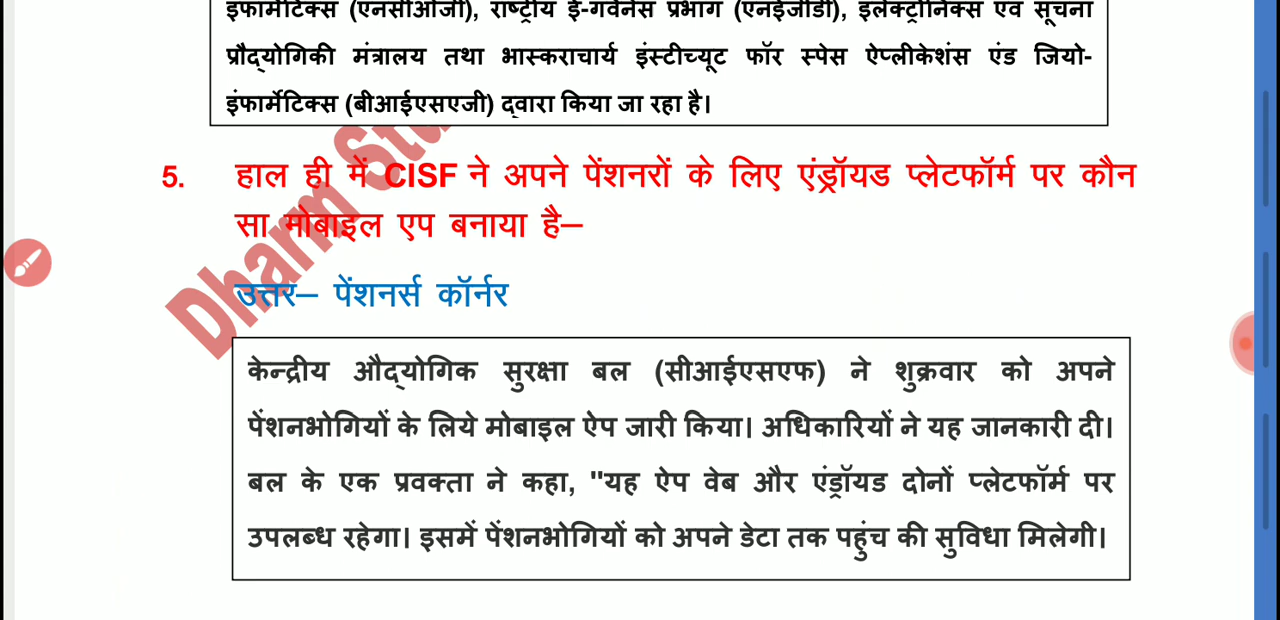 इंफार्मेटिक्स (एनसीओजी), राष्ट्रीय ई-गवर्नेंस प्रभाग (एनईजीडी), इलेक्ट्रॉनिक्स एवं सूचना
प्रौद्योगिकी मंत्रालय तथा भास्कराचार्य इंस्टीच्यूट फॉर स्पेस ऐप्लीकेशंस एंड जियो-
इंफार्मेटिक्स (बीआईएसएजी) द्वारा किया जा रहा है।
5. हाल ही में CISF ने अपने पेंशनरों के लिए एंड्रॉयड प्लेटफॉर्म पर कौन
सा मोबाइल एप बनाया है–
उत्तर– पेंशनर्स कॉर्नर
केन्द्रीय औद्योगिक सुरक्षा बल (सीआईएसएफ) ने शुक्रवार को अपने
पेंशनभोगियों के लिये मोबाइल ऐप जारी किया। अधिकारियों ने यह जानकारी दी।
बल के एक प्रवक्ता ने कहा, "यह ऐप वेब और एंड्रॉयड दोनों प्लेटफॉर्म पर
उपलब्ध रहेगा। इसमें पेंशनभोगियों को अपने डेटा तक पहुंच की सुविधा मिलेगी।
Dharm